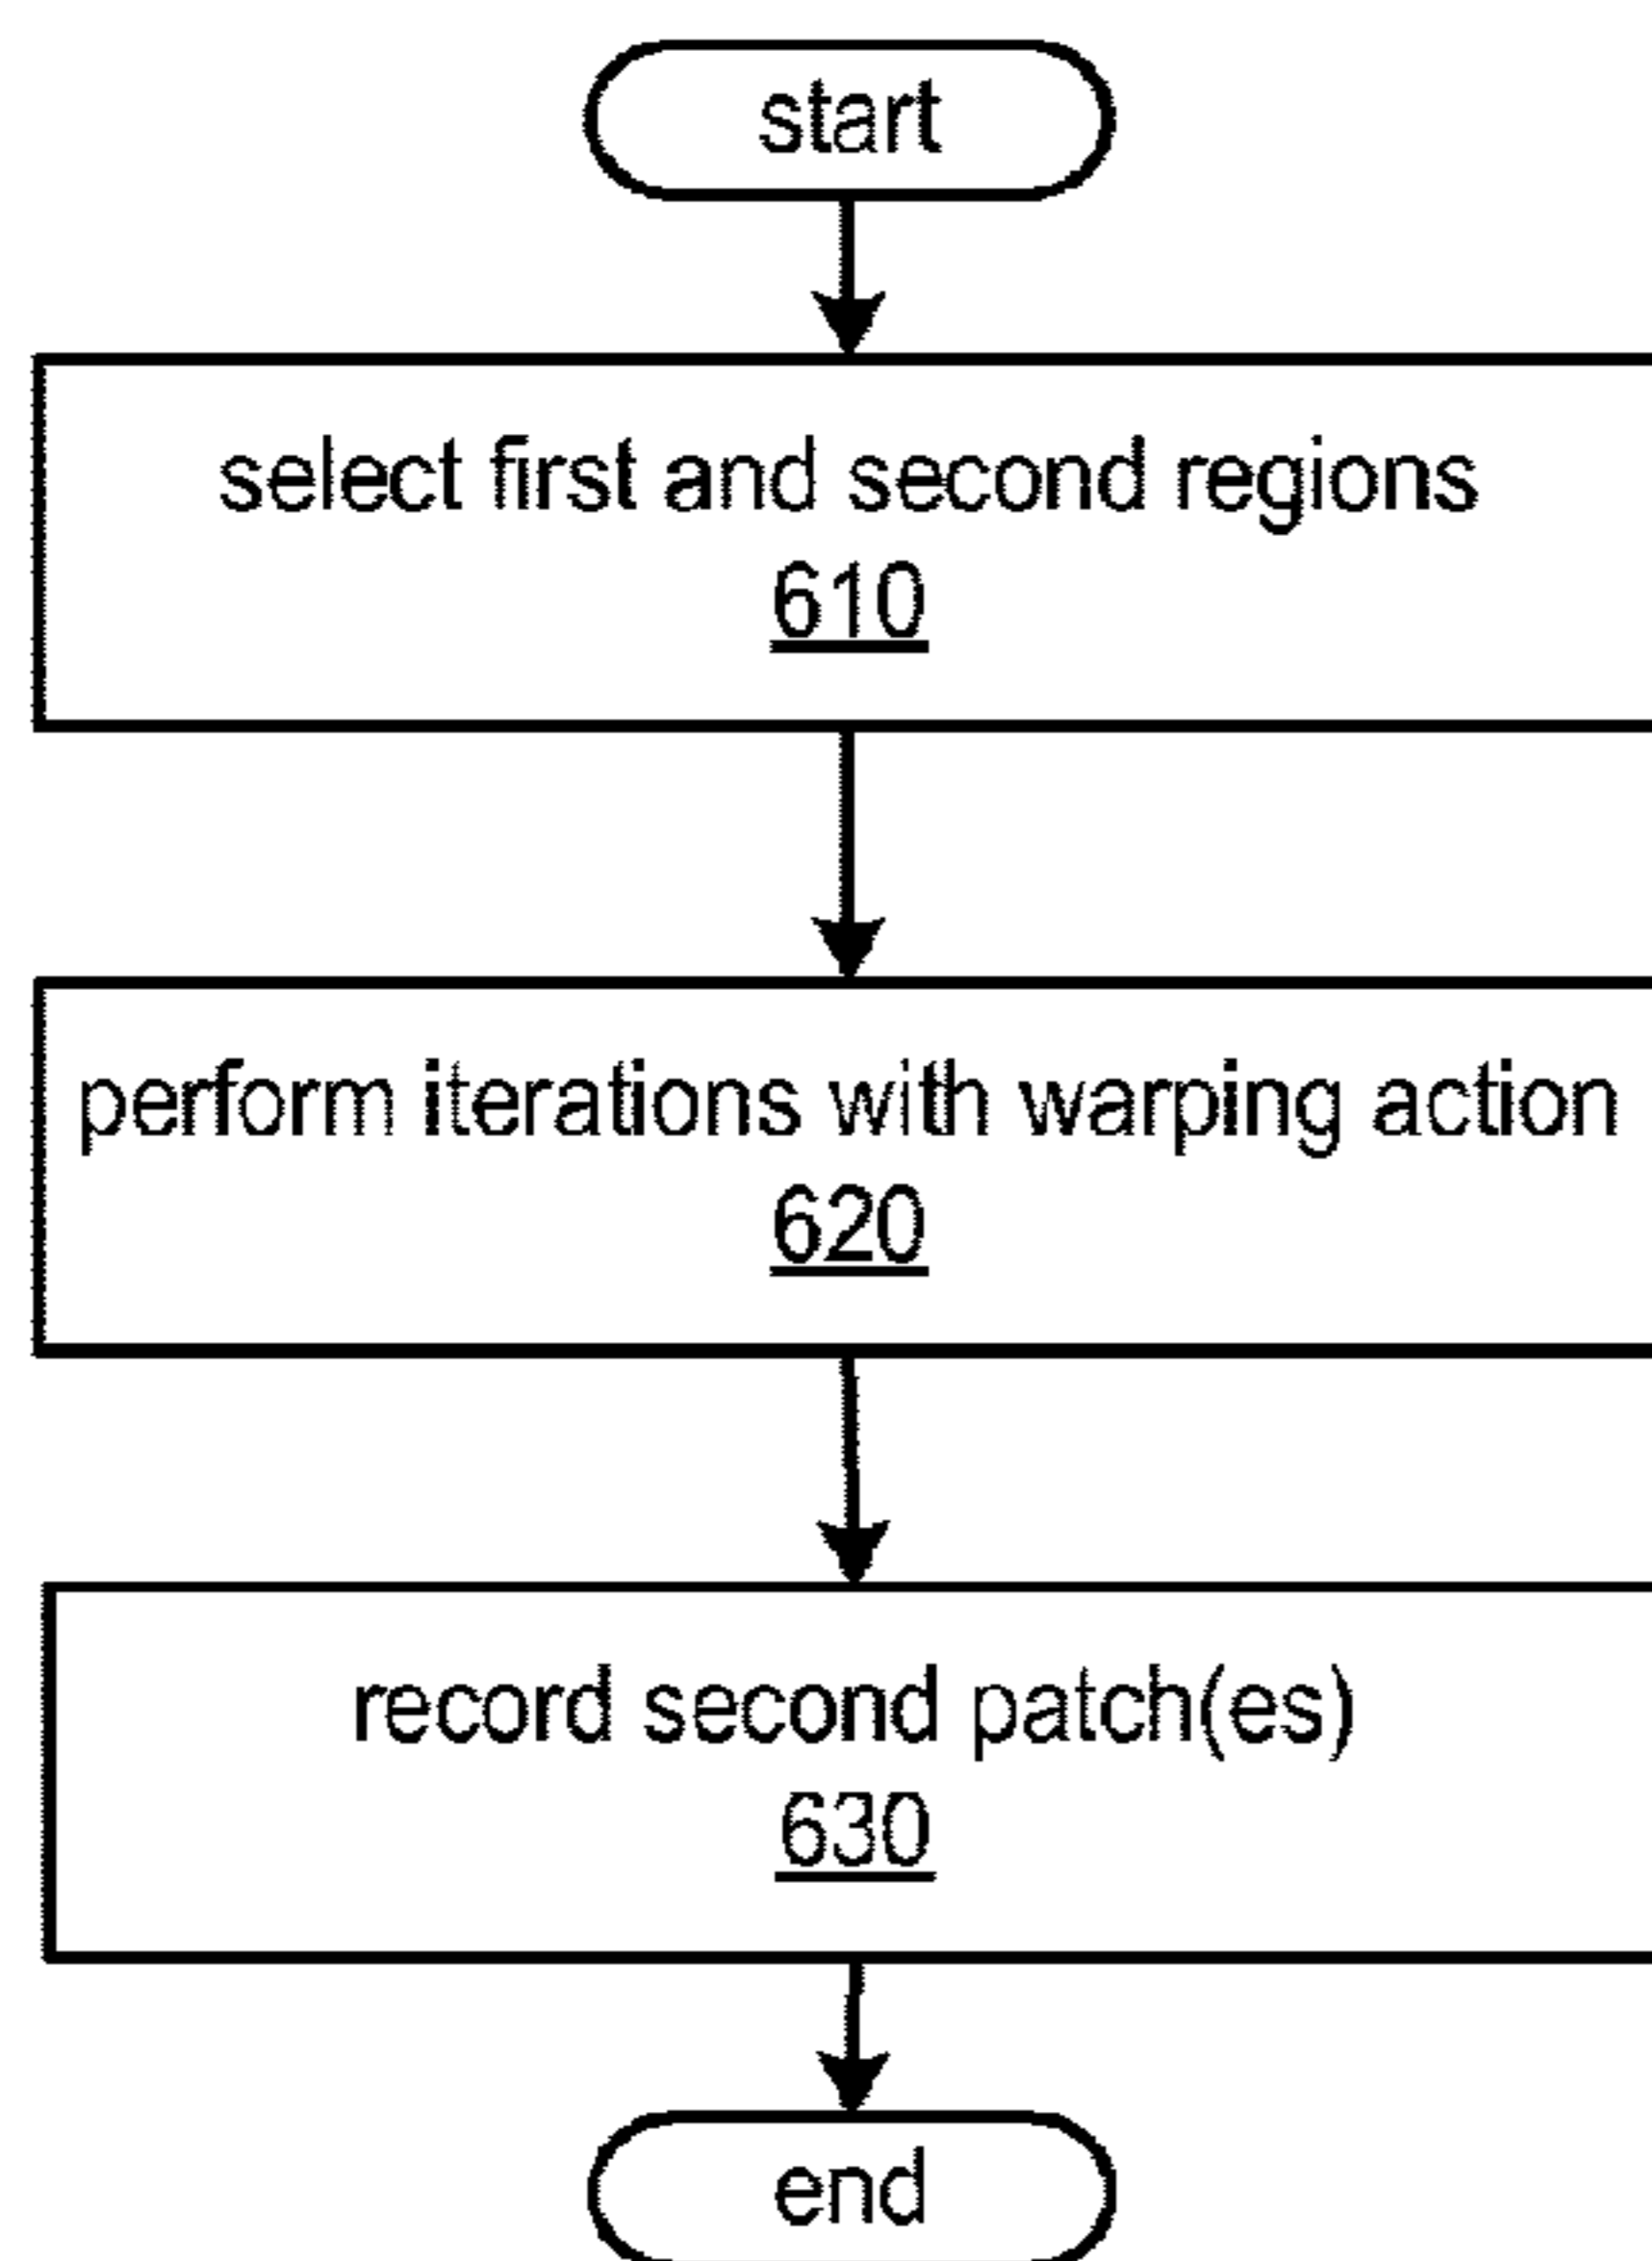 start
select first and second regions
610
perform iterations with warping action
620
record second patch(es)
630
end